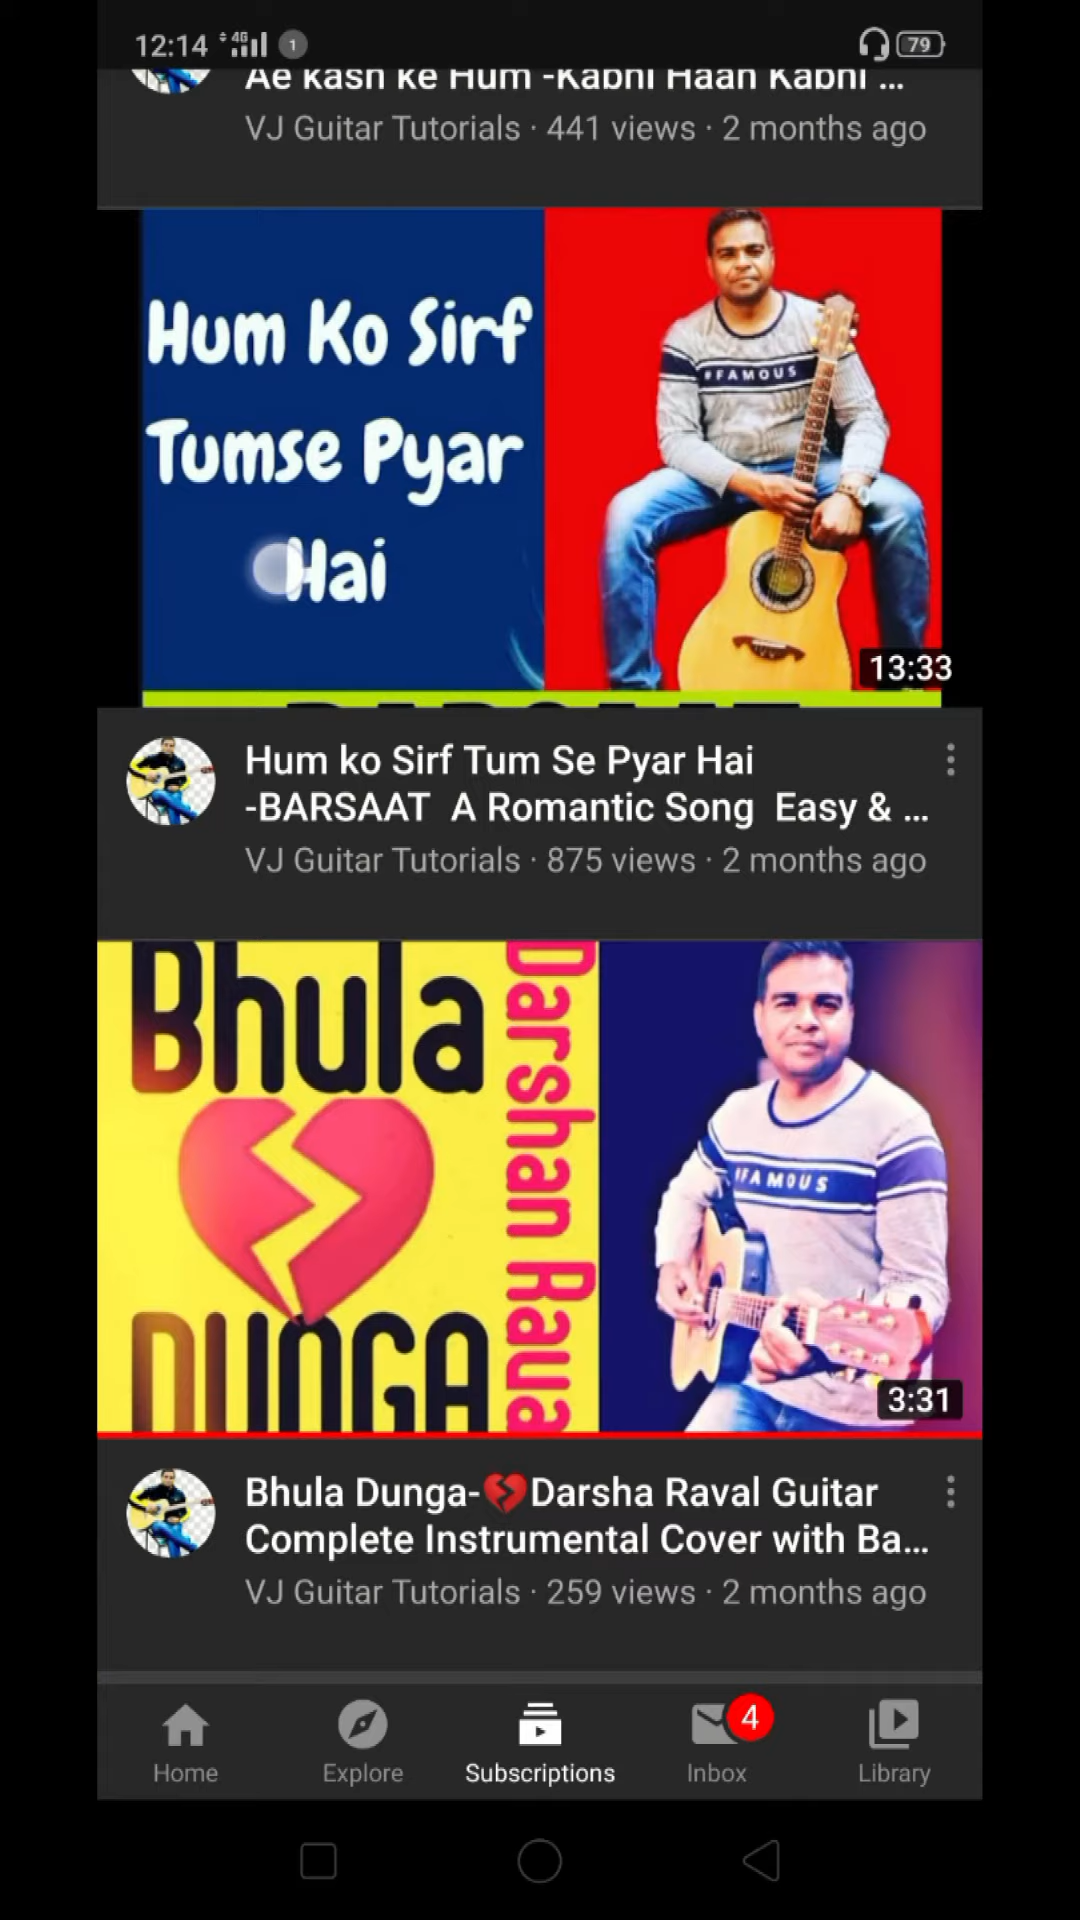 12:14 4G 1 79
Ae kash ke Hum -Kabhi Haan Kabhi ...
VJ Guitar Tutorials · 441 views · 2 months ago
Hum Ko Sirf
Tumse Pyar
Hai
#FAMOUS
13:33
Hum ko Sirf Tum Se Pyar Hai
-BARSAAT A Romantic Song Easy & ...
VJ Guitar Tutorials · 875 views · 2 months ago
Bhula
DUNGA
Darshan Raval
#FAMOUS
3:31
Bhula Dunga-💔Darsha Raval Guitar
Complete Instrumental Cover with Ba...
VJ Guitar Tutorials · 259 views · 2 months ago
4
Home Explore Subscriptions Inbox Library